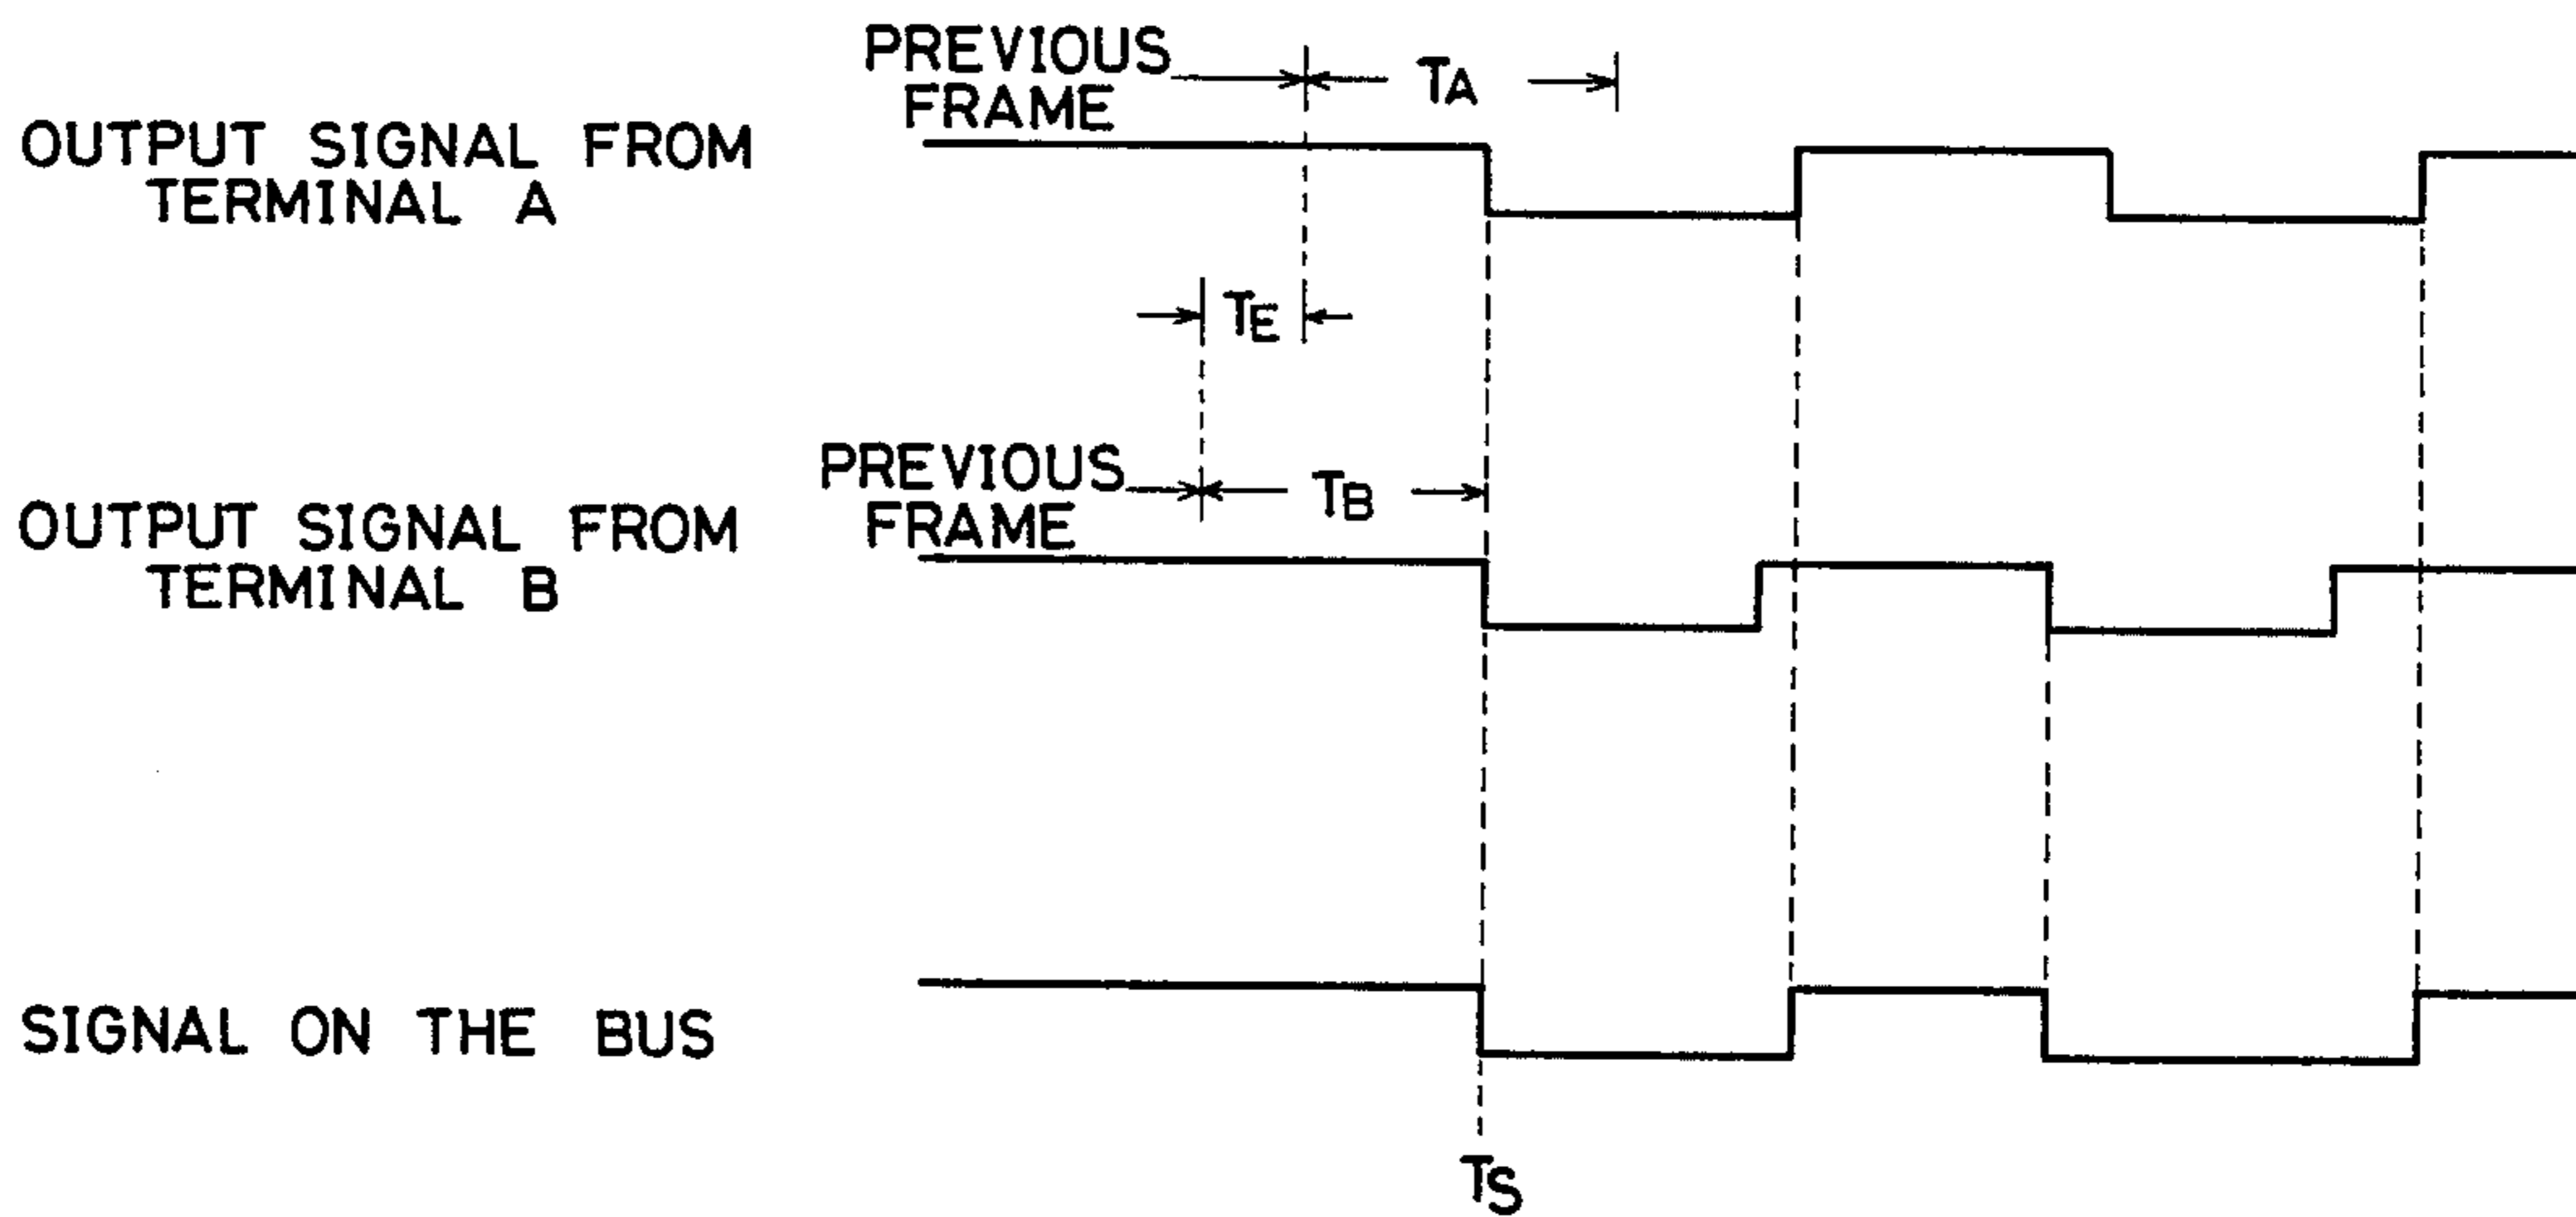 PREVIOUS
FRAME
TA
OUTPUT SIGNAL FROM
TERMINAL A
TE
PREVIOUS
FRAME
TB
OUTPUT SIGNAL FROM
TERMINAL B
SIGNAL ON THE BUS
TS